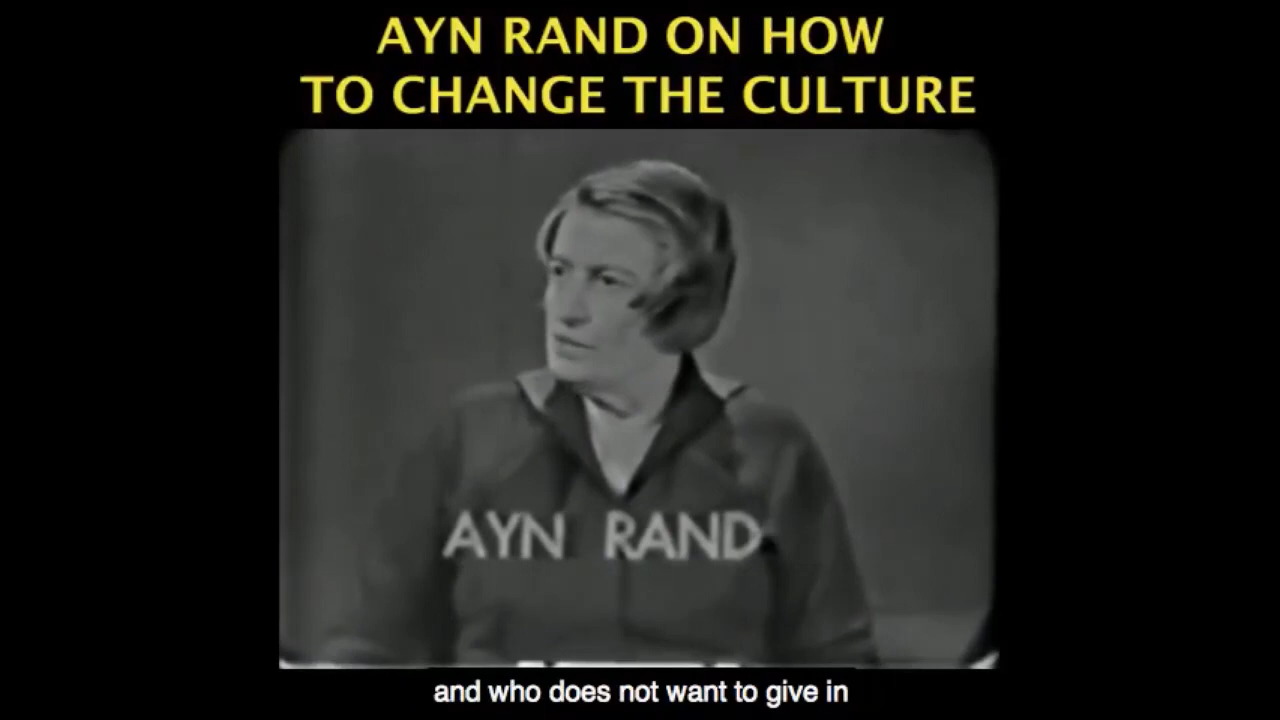 AYN RAND ON HOW
TO CHANGE THE CULTURE
AYN RAND
and who does not want to give in